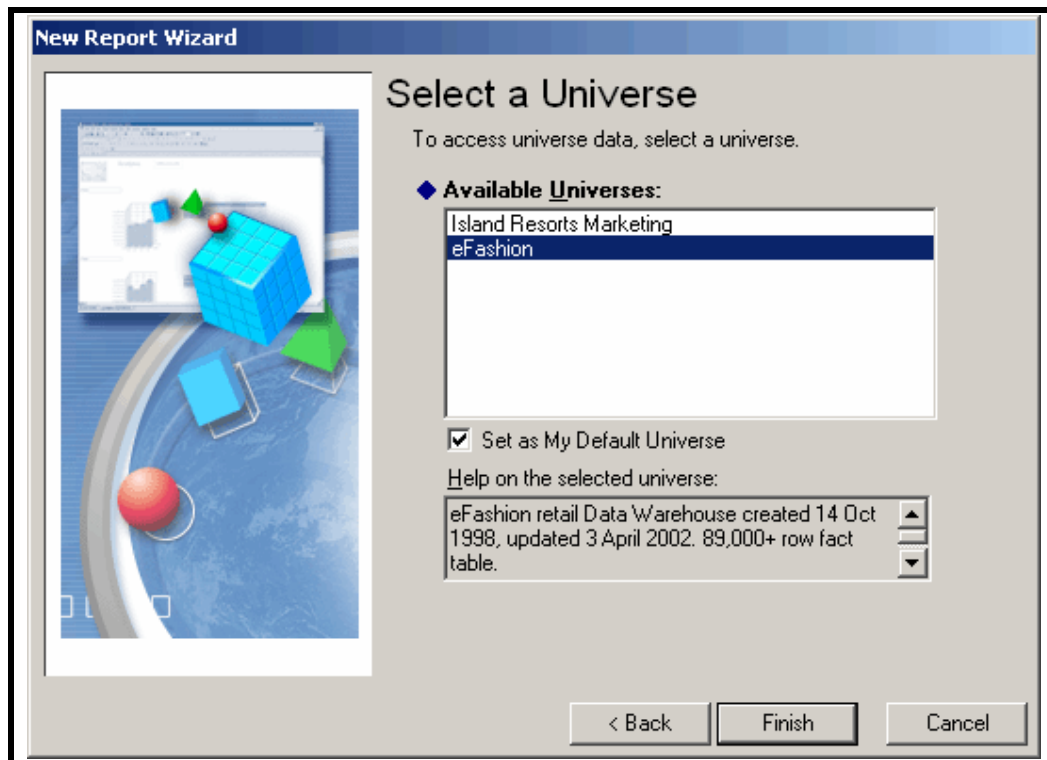 New Report Wizard
Select a Universe
To access universe data, select a universe.
Available Universes:
Island Resorts Marketing
eFashion
Set as My Default Universe
Help on the selected universe:
eFashion retail Data Warehouse created 14 Oct
1998, updated 3 April 2002. 89,000+ row fact
table.
< Back
Finish
Cancel